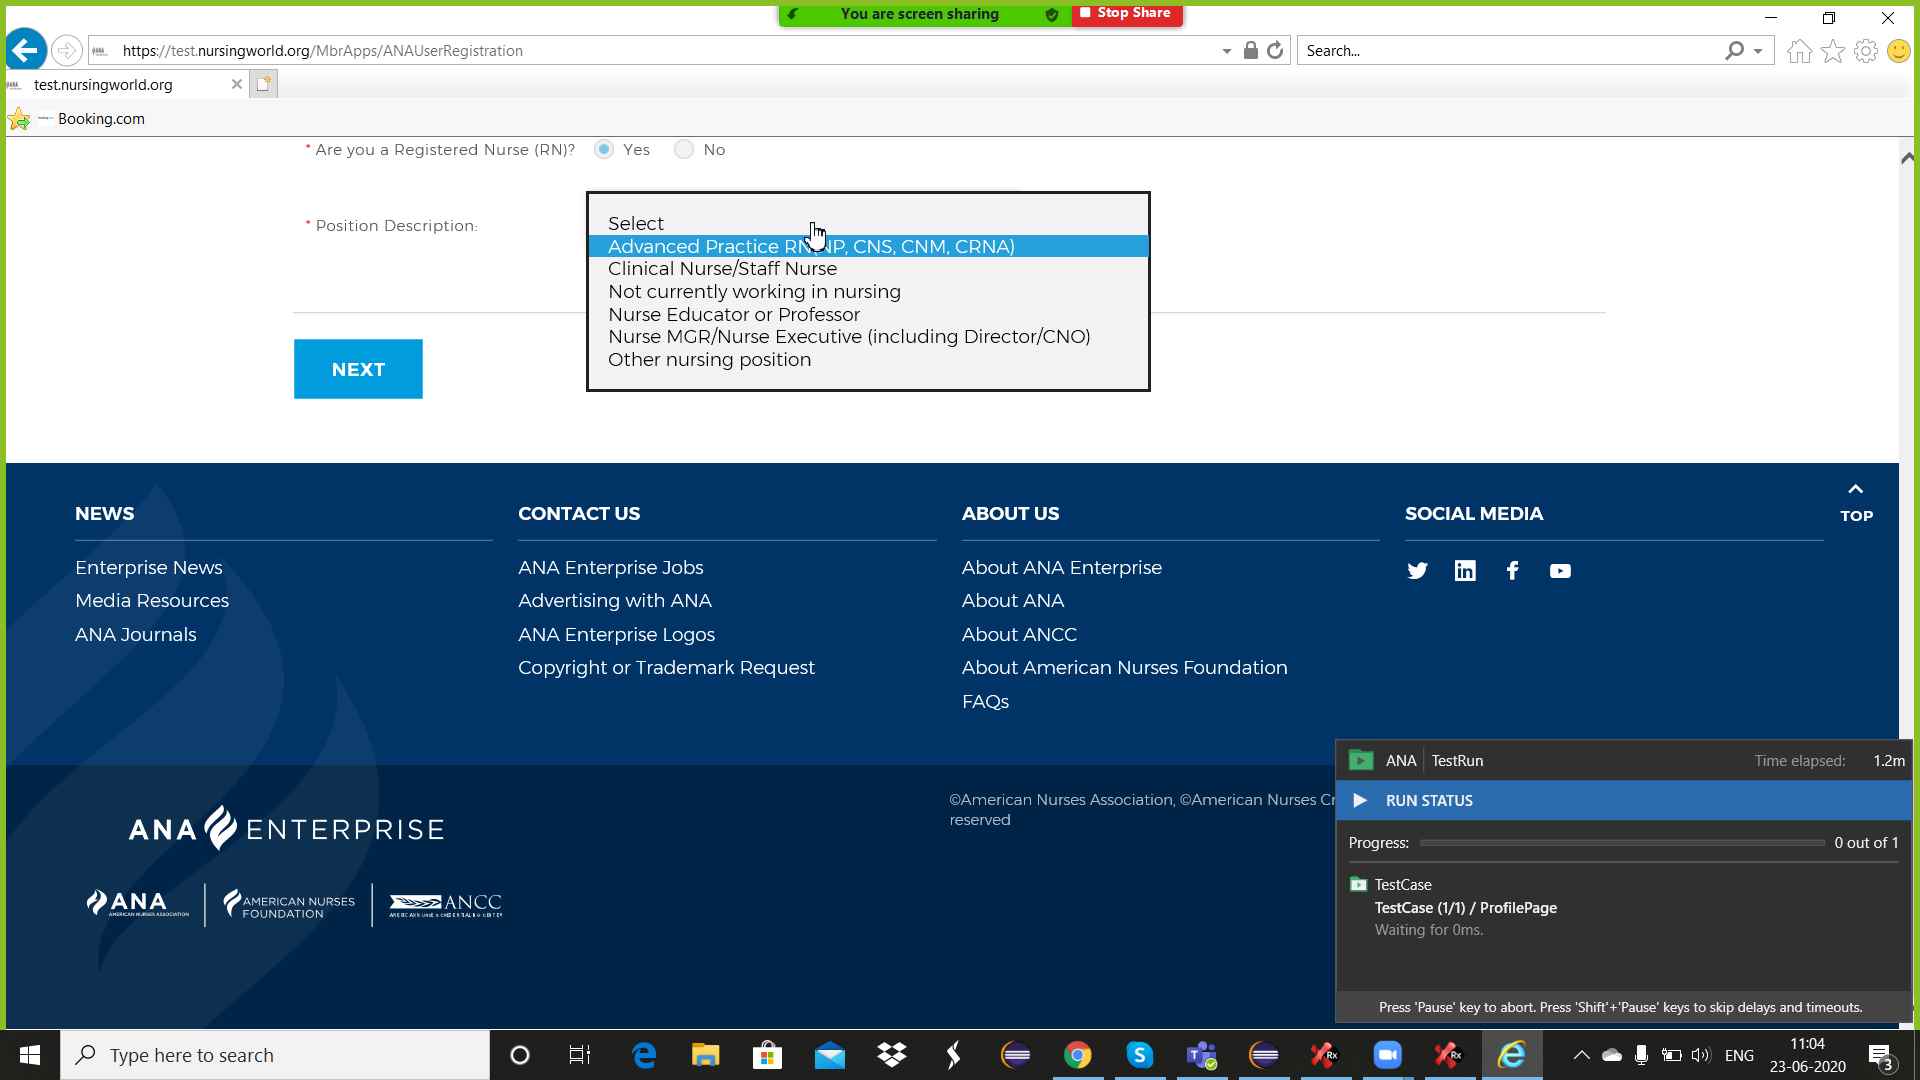 You are screen sharing
Stop Share
https://test.nursingworld.org/MbrApps/ANAUserRegistration
Search...
test.nursingworld.org
Booking.com
* Are you a Registered Nurse (RN)? Yes No
* Position Description:
Select
Advanced Practice RN(NP, CNS, CNM, CRNA)
Clinical Nurse/Staff Nurse
Not currently working in nursing
Nurse Educator or Professor
Nurse MGR/Nurse Executive (including Director/CNO)
Other nursing position
NEXT
TOP
NEWS
Enterprise News
Media Resources
ANA Journals
CONTACT US
ANA Enterprise Jobs
Advertising with ANA
ANA Enterprise Logos
Copyright or Trademark Request
ABOUT US
About ANA Enterprise
About ANA
About ANCC
About American Nurses Foundation
FAQs
SOCIAL MEDIA
ANA ENTERPRISE
ANA
AMERICAN NURSES ASSOCIATION
AMERICAN NURSES
FOUNDATION
ANCC
©American Nurses Association, ©American Nurses Cr
reserved
ANA TestRun Time elapsed: 1.2m
RUN STATUS
Progress: 0 out of 1
TestCase
TestCase (1/1) / ProfilePage
Waiting for 0ms.
Press 'Pause' key to abort. Press 'Shift'+'Pause' keys to skip delays and timeouts.
Type here to search
Rx
Rx
ENG
11:04
23-06-2020
3